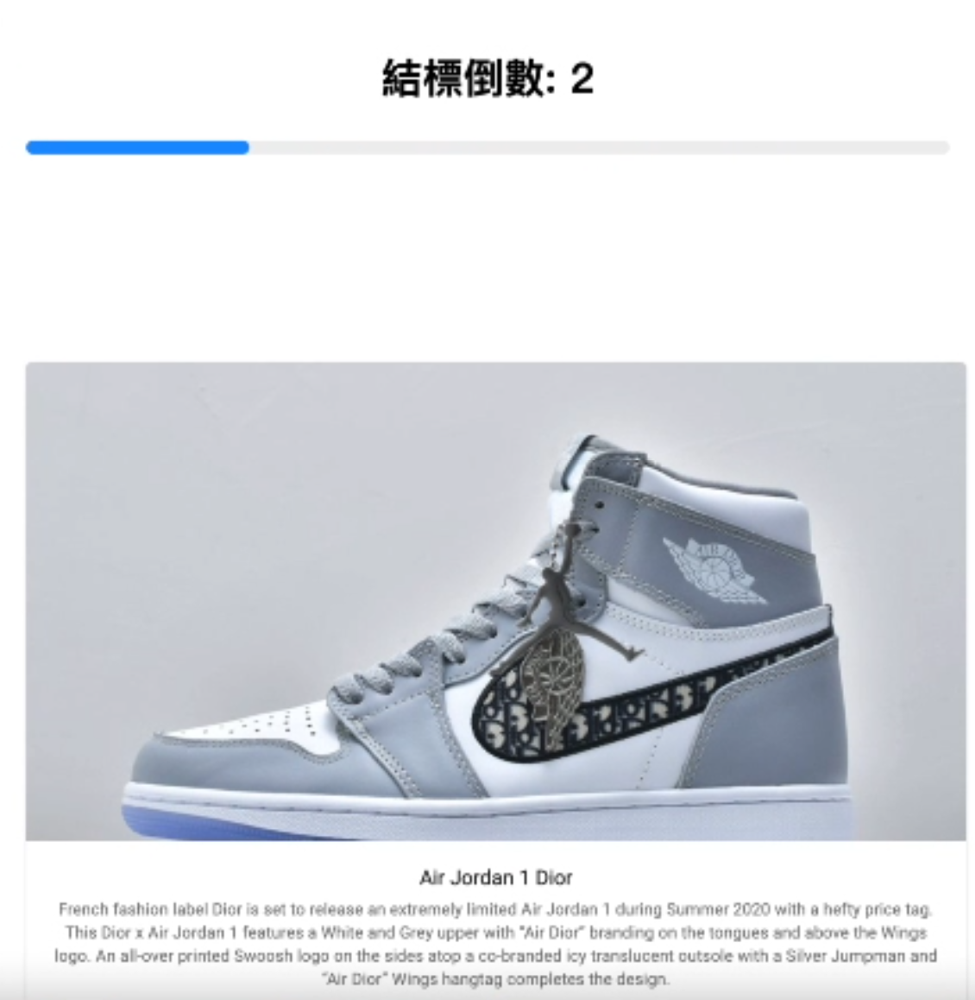 結標倒數: 2
Air Jordan 1 Dior
French fashion label Dior is set to release an extremely limited Air Jordan 1 during Summer 2020 with a hefty price tag.
This Dior x Air Jordan 1 features a White and Grey upper with “Air Dior” branding on the tongues and above the Wings
logo. An all-over printed Swoosh logo on the sides atop a co-branded icy translucent outsole with a Silver Jumpman and
“Air Dior” Wings hangtag completes the design.